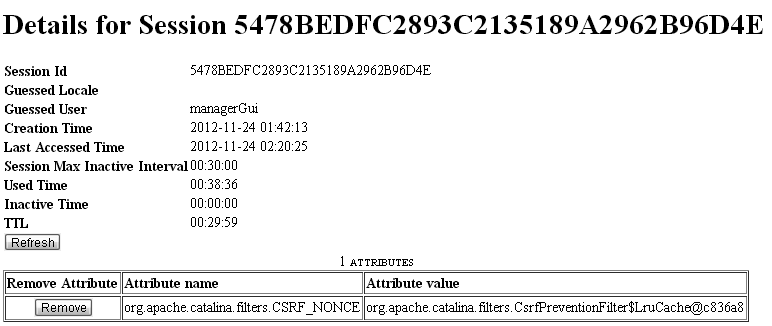 Details for Session 5478BEDFC2893C2135189A2962B96D4E
Session Id 5478BEDFC2893C2135189A2962B96D4E
Guessed Locale
Guessed User managerGui
Creation Time 2012-11-24 01:42:13
Last Accessed Time 2012-11-24 02:20:25
Session Max Inactive Interval 00:30:00
Used Time 00:38:36
Inactive Time 00:00:00
TTL 00:29:59
Refresh
1 ATTRIBUTES
Remove Attribute Attribute name Attribute value
Remove org.apache.catalina.filters.CSRF_NONCE org.apache.catalina.filters.CsrfPreventionFilter$LruCache@c836a8